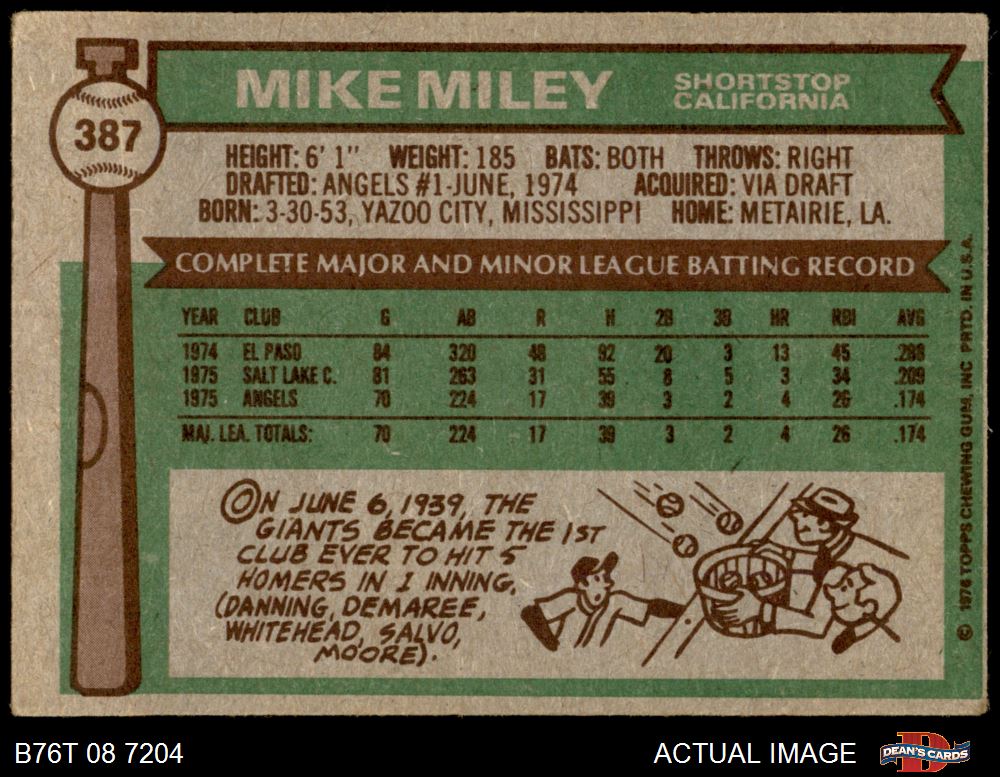 387
MIKE MILEY
SHORTSTOP
CALIFORNIA
HEIGHT: 6' 1" WEIGHT: 185 BATS: BOTH THROWS: RIGHT
DRAFTED: ANGELS #1-JUNE, 1974 ACQUIRED: VIA DRAFT
BORN: 3-30-53, YAZOO CITY, MISSISSIPPI HOME: METAIRIE, LA.
COMPLETE MAJOR AND MINOR LEAGUE BATTING RECORD
YEAR CLUB G AB R H 2B 3B HR RBI AVG
1974 EL PASO 84 320 48 92 20 3 13 45 .288
1975 SALT LAKE C. 81 263 31 55 8 5 3 34 .209
1975 ANGELS 70 224 17 39 3 2 4 26 .174
MAJ. LEA. TOTALS: 70 224 17 39 3 2 4 26 .174
ON JUNE 6, 1939, THE
GIANTS BECAME THE 1ST
CLUB EVER TO HIT 5
HOMERS IN 1 INNING.
(DANNING, DEMAREE,
WHITEHEAD, SALVO,
MOORE).
© 1976 TOPPS CHEWING GUM, INC PRTD. IN U.S.A.
B76T 08 7204
ACTUAL IMAGE
DEAN'S CARDS